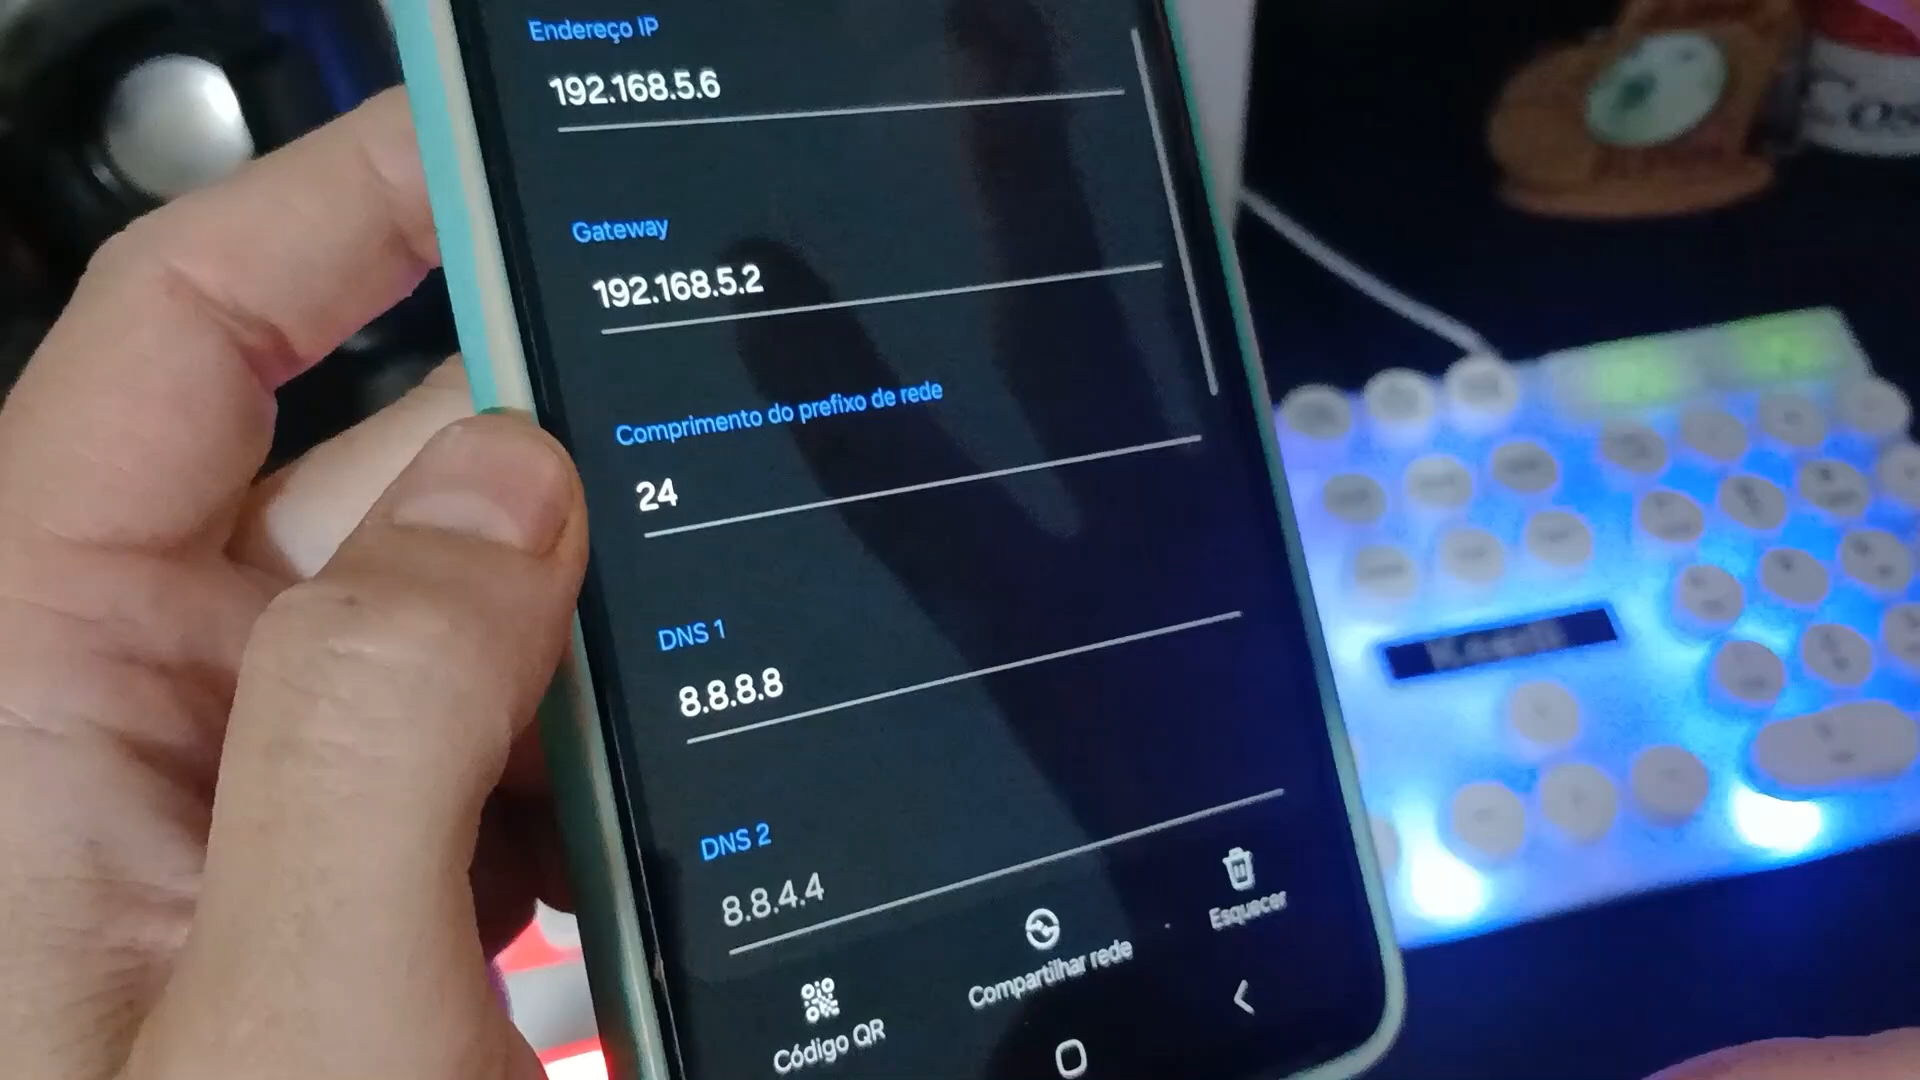 Endereço IP
192.168.5.6
Gateway
192.168.5.2
Comprimento do prefixo de rede
24
DNS 1
8.8.8.8
DNS 2
8.8.4.4
Código QR
Compartilhar rede
Esquecer